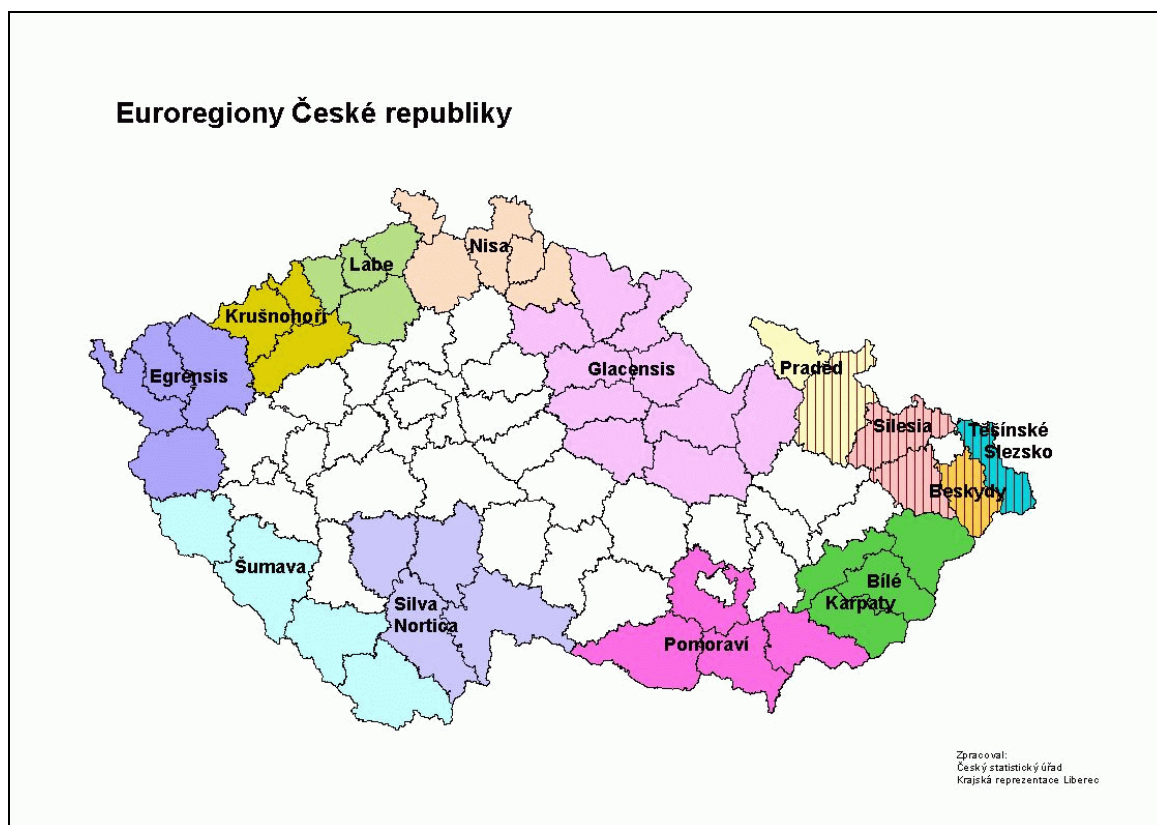 Euroregiony České republiky
Nisa
Labe
Krušnohoří
Egrensis
Glacensis
Praděd
Silesia
Těšínské
Slezsko
Beskydy
Šumava
Silva
Nortica
Bílé
Karpaty
Pomoraví
Zpracoval:
Český statistický úřad
Krajská reprezentace Liberec